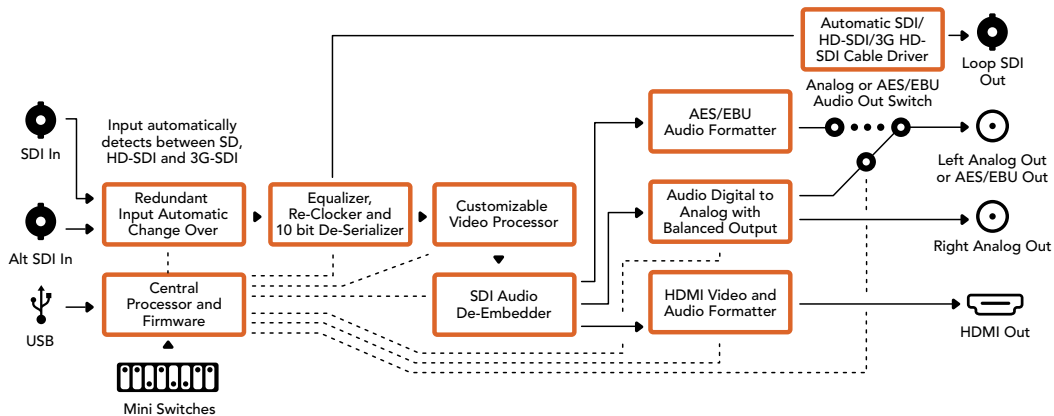 Automatic SDI/
HD-SDI/3G HD-
SDI Cable Driver
Loop SDI
Out
Analog or AES/EBU
Audio Out Switch
AES/EBU
Audio Formatter
Input automatically
detects between SD,
HD-SDI and 3G-SDI
SDI In
Left Analog Out
or AES/EBU Out
Redundant
Input Automatic
Change Over
Equalizer,
Re-Clocker and
10 bit De-Serializer
Customizable
Video Processor
Audio Digital to
Analog with
Balanced Output
Alt SDI In
Right Analog Out
Central
Processor and
Firmware
SDI Audio
De-Embedder
HDMI Video and
Audio Formatter
USB
HDMI Out
Mini Switches